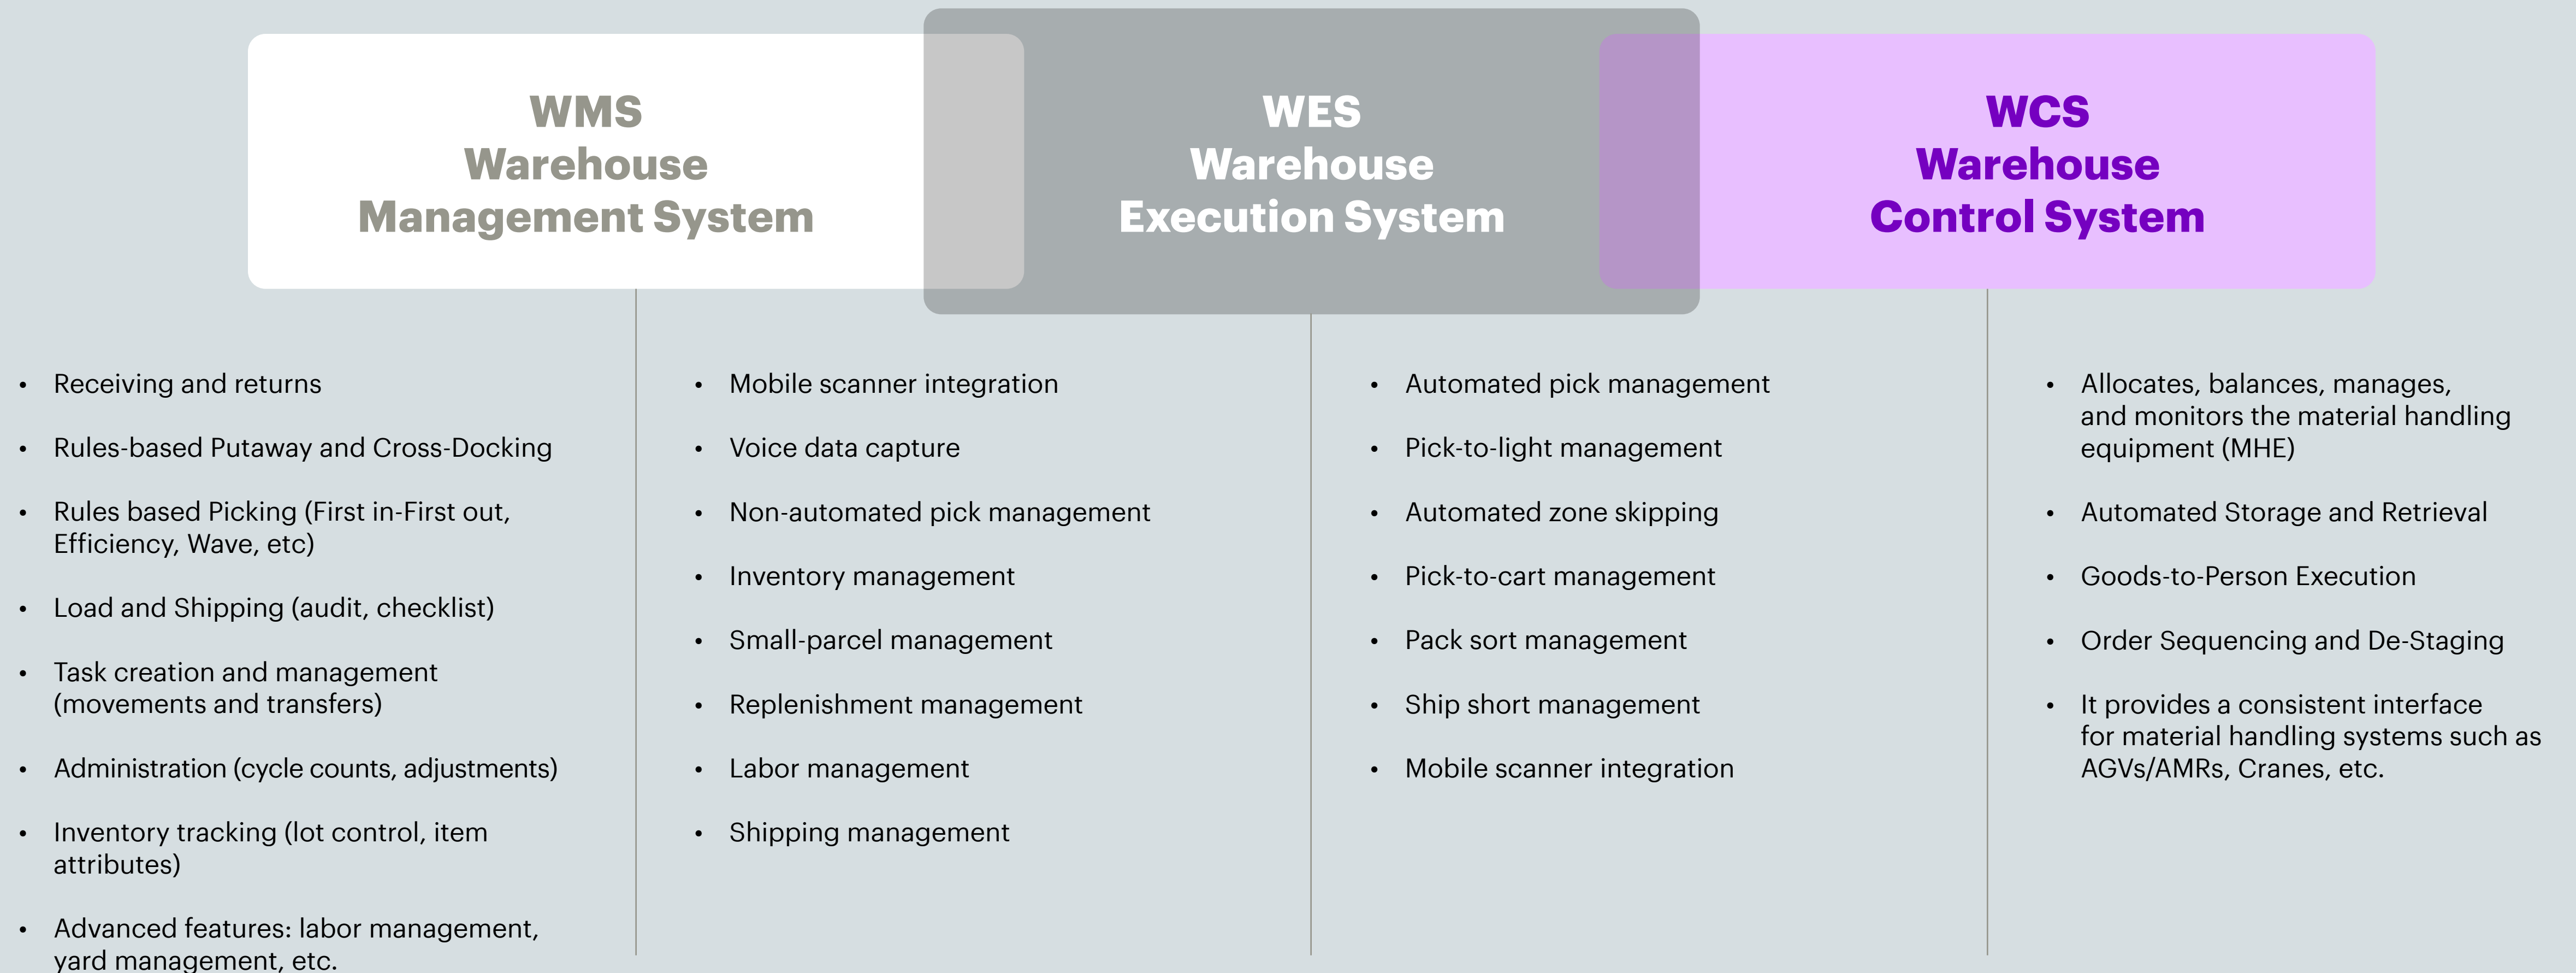 WMS
Warehouse
Management System
WES
Warehouse
Execution System
WCS
Warehouse
Control System
• Receiving and returns
• Rules-based Putaway and Cross-Docking
• Rules based Picking (First in-First out,
Efficiency, Wave, etc)
• Load and Shipping (audit, checklist)
• Task creation and management
(movements and transfers)
• Administration (cycle counts, adjustments)
• Inventory tracking (lot control, item
attributes)
• Advanced features: labor management,
yard management, etc.
• Mobile scanner integration
• Voice data capture
• Non-automated pick management
• Inventory management
• Small-parcel management
• Replenishment management
• Labor management
• Shipping management
• Automated pick management
• Pick-to-light management
• Automated zone skipping
• Pick-to-cart management
• Pack sort management
• Ship short management
• Mobile scanner integration
• Allocates, balances, manages,
and monitors the material handling
equipment (MHE)
• Automated Storage and Retrieval
• Goods-to-Person Execution
• Order Sequencing and De-Staging
• It provides a consistent interface
for material handling systems such as
AGVs/AMRs, Cranes, etc.